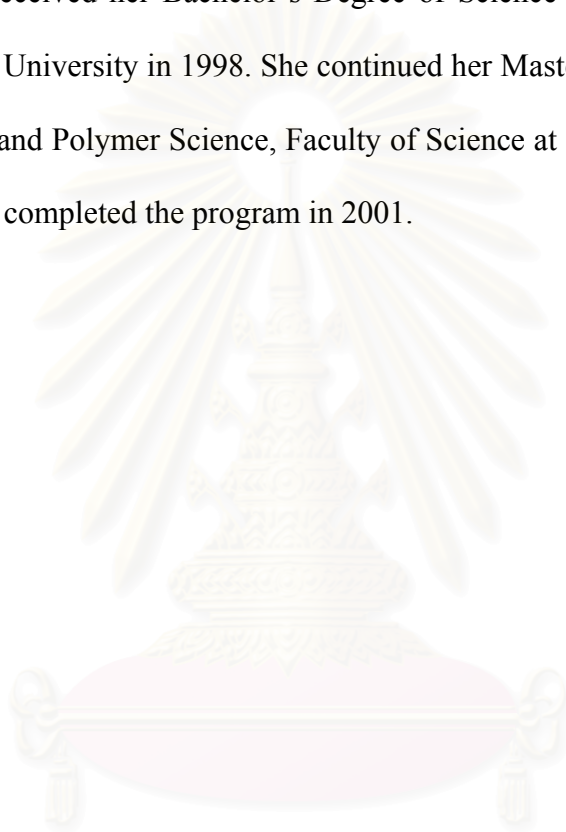 received her Bachelor's Degree of Science
University in 1998. She continued her Maste
and Polymer Science, Faculty of Science at
completed the program in 2001.